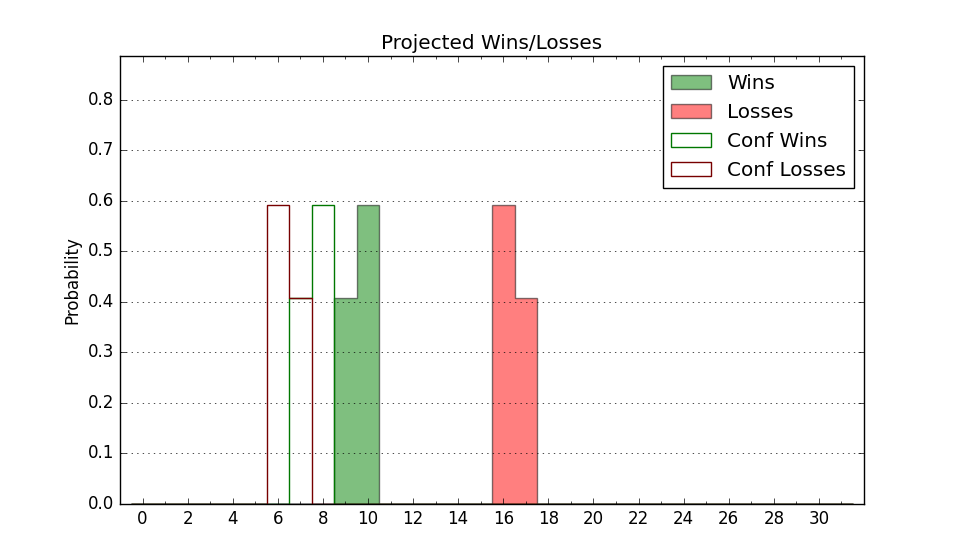 Projected Wins/Losses
Wins
Losses
Conf Wins
Conf Losses
Probability
0.8
0.7
0.6
0.5
0.4
0.3
0.2
0.1
0.0
0 2 4 6 8 10 12 14 16 18 20 22 24 26 28 30